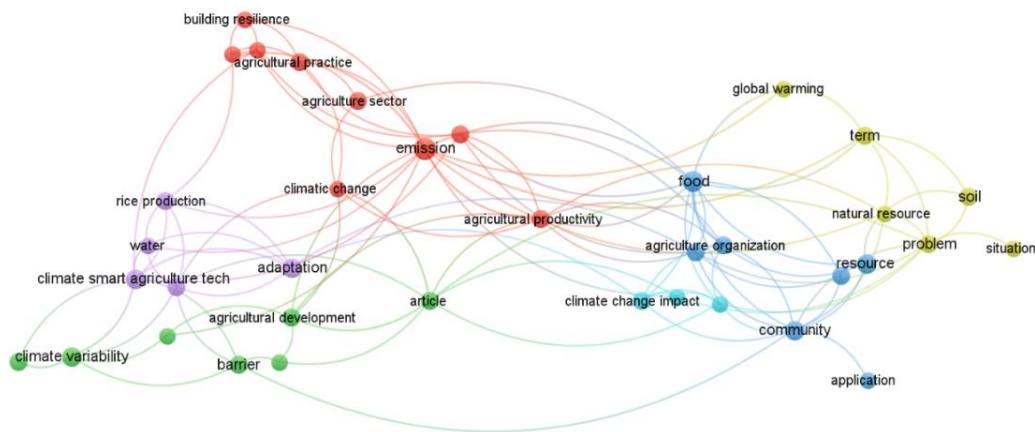 building resilience
agricultural practice
global warming
agriculture sector
term
emission
food
climatic change
rice production
soil
agricultural productivity
natural resource
water
agriculture organization
problem
situation
adaptation
resource
climate smart agriculture tech
article
climate change impact
agricultural development
community
climate variability
barrier
application